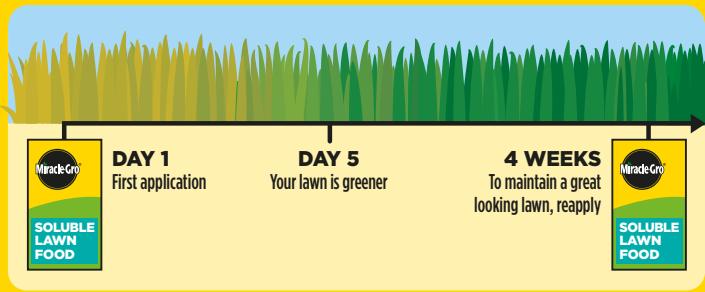 Miracle-Gro®
SOLUBLE
LAWN
FOOD
DAY 1
First application
DAY 5
Your lawn is greener
4 WEEKS
To maintain a great
looking lawn, reapply
Miracle-Gro®
SOLUBLE
LAWN
FOOD